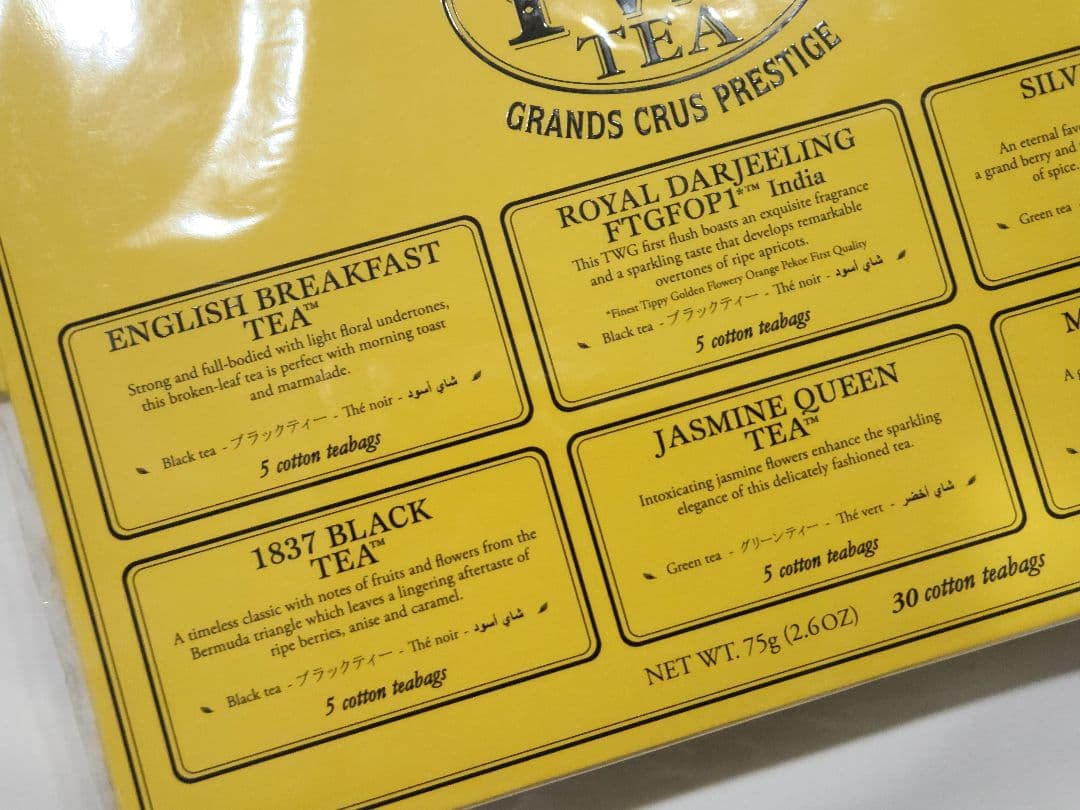 TEA
GRANDS CRUS PRESTIGE
ENGLISH BREAKFAST
TEA™
Strong and full-bodied with light floral undertones,
this broken-leaf tea is perfect with morning toast
and marmalade.
Black tea - ブラックティー - Thé noir - شاي أسود
5 cotton teabags
ROYAL DARJEELING
FTGFOP1*™ India
This TWG first flush boasts an exquisite fragrance
and a sparkling taste that develops remarkable
overtones of ripe apricots.
*Finest Tippy Golden Flowery Orange Pekoe First Quality
Black tea - ブラックティー - Thé noir - شاي أسود
5 cotton teabags
SILV
An eternal fav
a grand berry and
of spice.
Green tea
1837 BLACK
TEA™
A timeless classic with notes of fruits and flowers from the
Bermuda triangle which leaves a lingering aftertaste of
ripe berries, anise and caramel.
Black tea - ブラックティー - Thé noir - شاي أسود
5 cotton teabags
JASMINE QUEEN
TEA™
Intoxicating jasmine flowers enhance the sparkling
elegance of this delicately fashioned tea.
Green tea - グリーンティー - Thé vert - شاي أخضر
5 cotton teabags
NET WT. 75g (2.6OZ)
30 cotton teabags